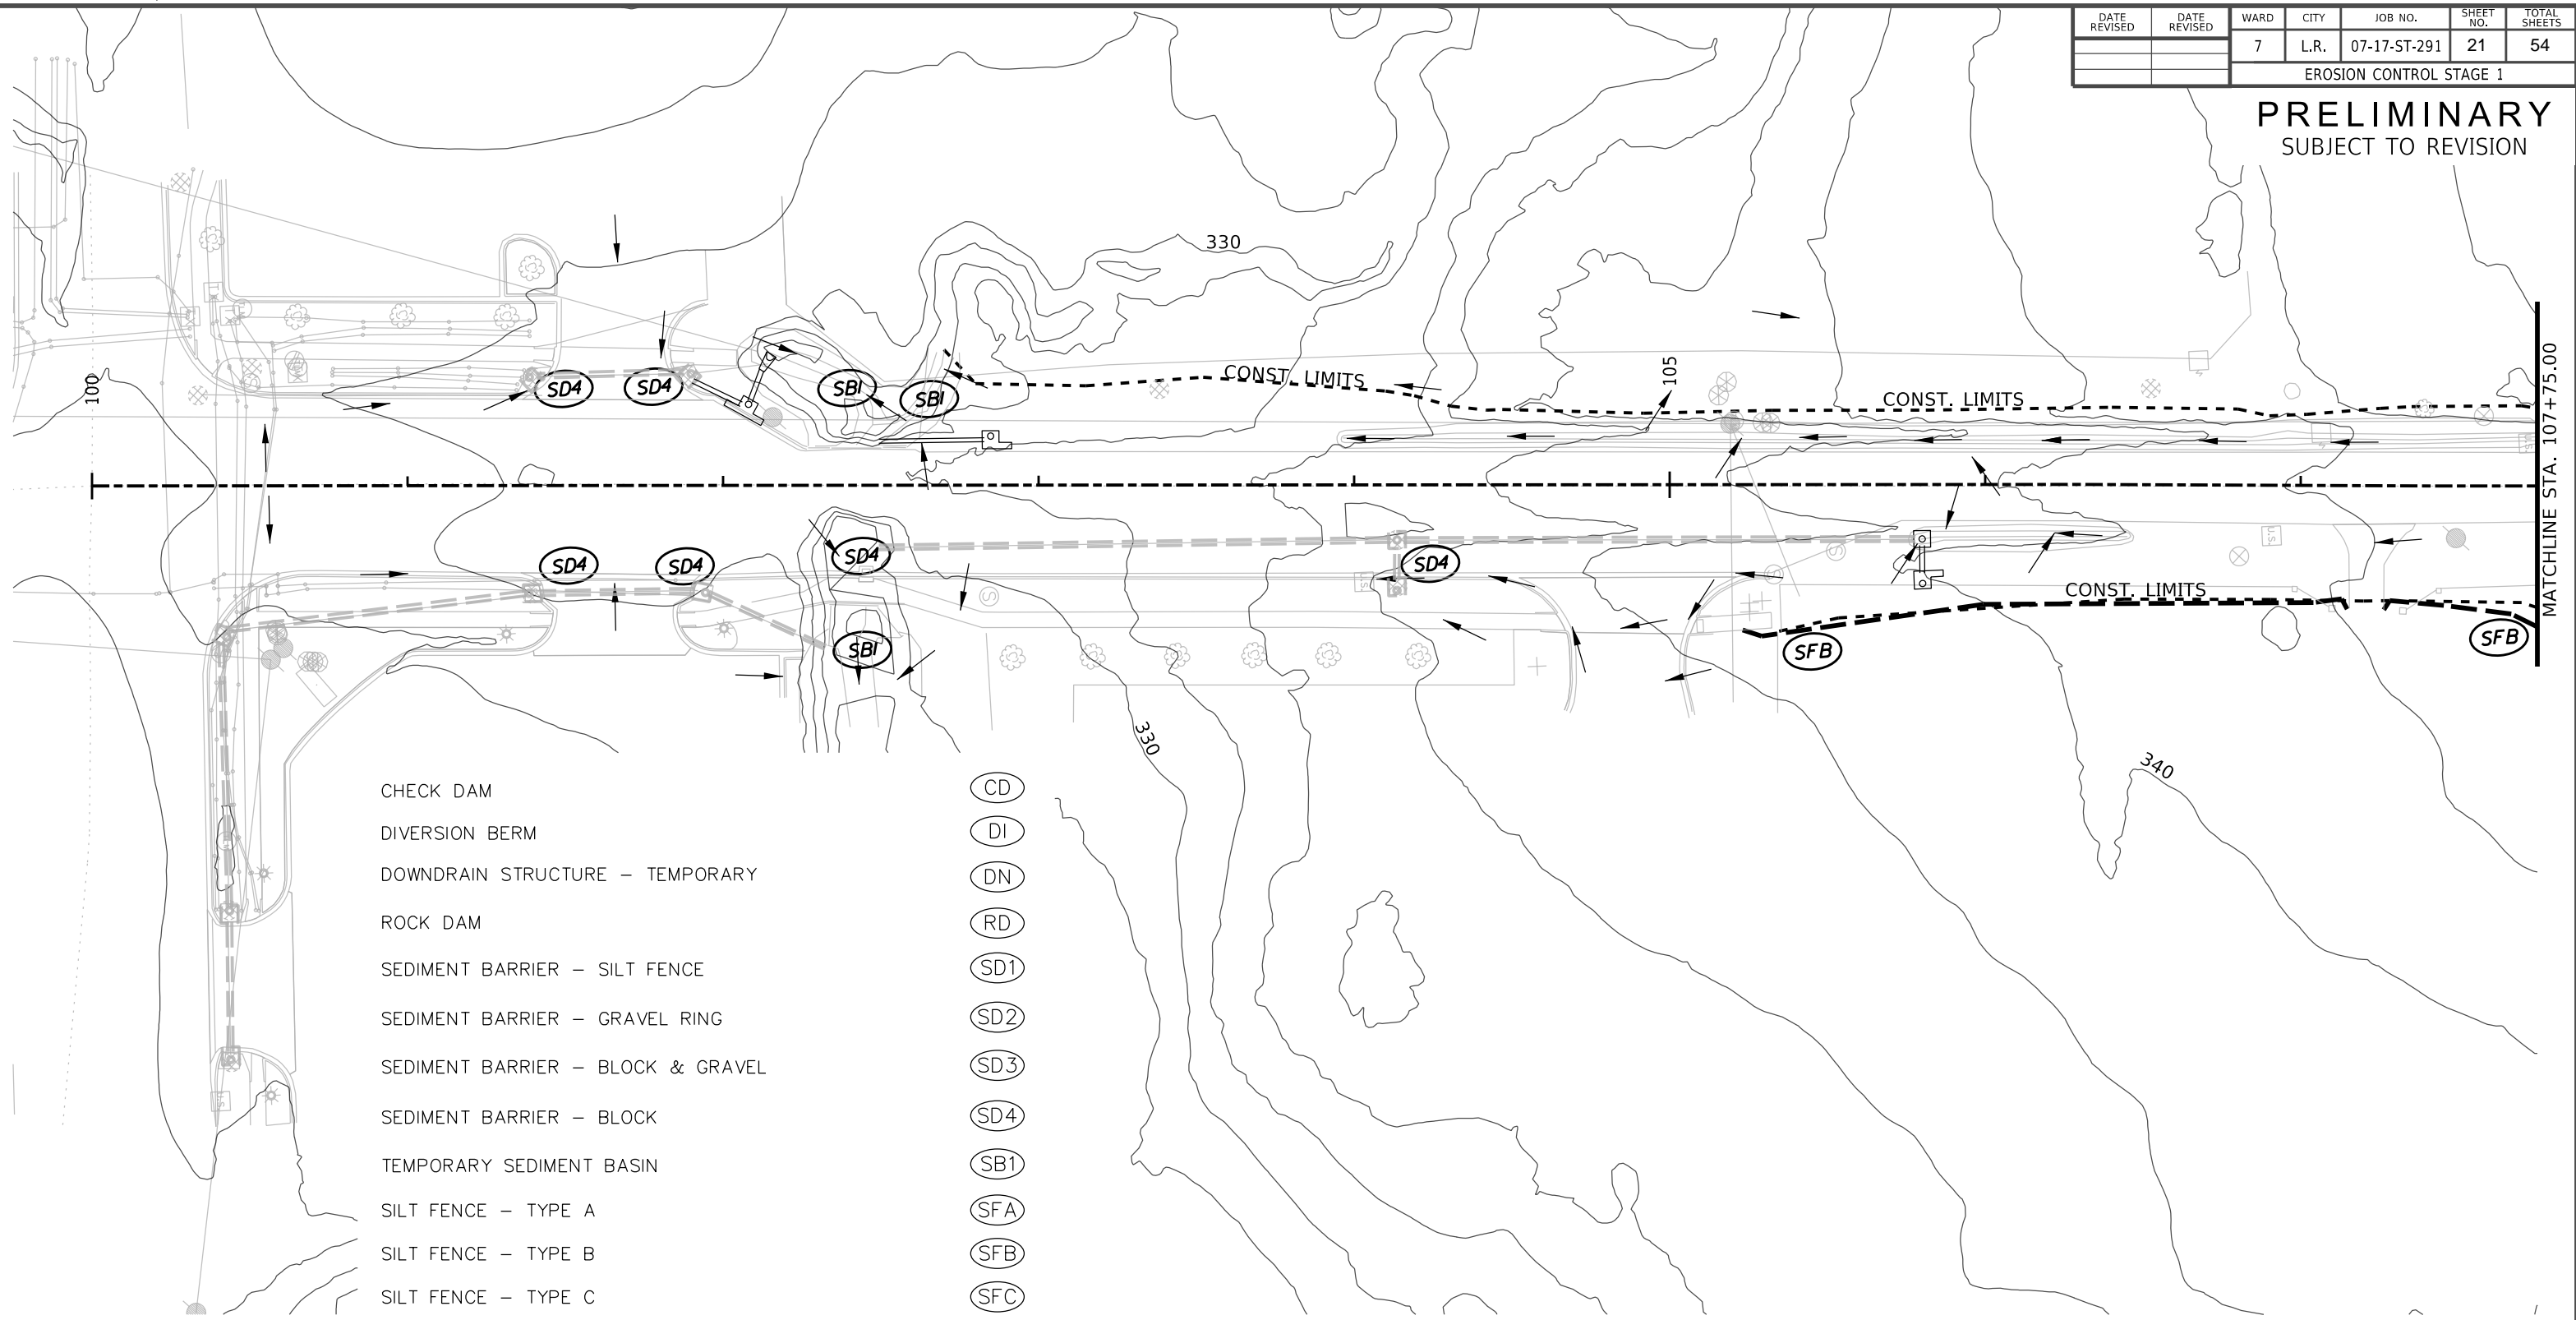 DATE REVISED
DATE REVISED
WARD
CITY
JOB NO.
SHEET NO.
TOTAL SHEETS
7
L.R.
07-17-ST-291
21
54
EROSION CONTROL STAGE 1
PRELIMINARY
SUBJECT TO REVISION
330
CONST. LIMITS
105
CONST. LIMITS
100
SD4
SD4
SB1
SB1
MATCHLINE STA. 107+75.00
SD4
SD4
SD4
SD4
CONST. LIMITS
SB1
SFB
SFB
330
340
CHECK DAM
CD
DIVERSION BERM
DI
DOWNDRAIN STRUCTURE – TEMPORARY
DN
ROCK DAM
RD
SEDIMENT BARRIER – SILT FENCE
SD1
SEDIMENT BARRIER – GRAVEL RING
SD2
SEDIMENT BARRIER – BLOCK & GRAVEL
SD3
SEDIMENT BARRIER – BLOCK
SD4
TEMPORARY SEDIMENT BASIN
SB1
SILT FENCE – TYPE A
SFA
SILT FENCE – TYPE B
SFB
SILT FENCE – TYPE C
SFC